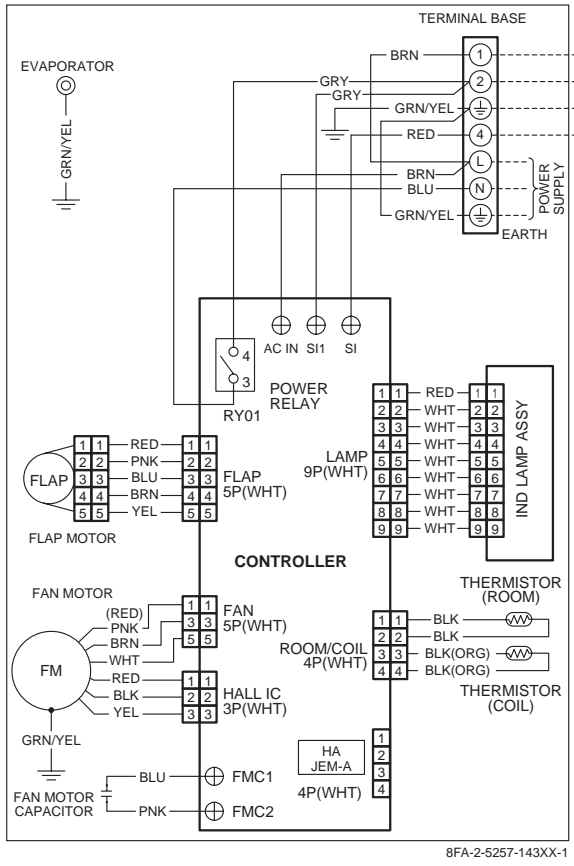 TERMINAL BASE
EVAPORATOR
GRN/YEL
BRN 1
GRY 2
GRY
GRN/YEL
RED 4
L
BRN
BLU N
GRN/YEL
POWER SUPPLY
EARTH
AC IN SI1 SI
4
3
POWER
RELAY
RY01
FLAP
1 1 RED 1 1
2 2 PNK 2 2
3 3 BLU 3 3
4 4 BRN 4 4
5 5 YEL 5 5
FLAP
5P(WHT)
FLAP MOTOR
LAMP
9P(WHT)
1 1 RED 1 1
2 2 WHT 2 2
3 3 WHT 3 3
4 4 WHT 4 4
5 5 WHT 5 5
6 6 WHT 6 6
7 7 WHT 7 7
8 8 WHT 8 8
9 9 WHT 9 9
IND LAMP ASSY
CONTROLLER
FAN MOTOR
(RED)
PNK 1 1
BRN 3 3
WHT 5 5
FAN
5P(WHT)
FM
RED 1 1
BLK 2 2
YEL 3 3
HALL IC
3P(WHT)
GRN/YEL
THERMISTOR
(ROOM)
ROOM/COIL
4P(WHT)
1 1 BLK
2 2 BLK
3 3 BLK(ORG)
4 4 BLK(ORG)
THERMISTOR
(COIL)
HA
JEM-A
1
2
3
4
4P(WHT)
BLU FMC1
FAN MOTOR
CAPACITOR
PNK FMC2
8FA-2-5257-143XX-1